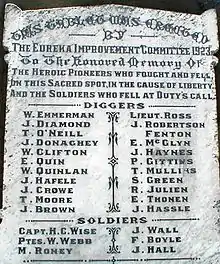 THIS TABLET WAS ERECTED
BY
THE EUREKA IMPROVEMENT COMMITTEE 1923.
To The Honored Memory Of
THE HEROIC PIONEERS WHO FOUGHT AND FELL,
ON THIS SACRED SPOT, IN THE CAUSE OF LIBERTY,
AND THE SOLDIERS WHO FELL AT DUTY'S CALL.
DIGGERS
W. EMMERMAN LIEUT. ROSS
J. DIAMOND J. ROBERTSON
T. O'NEILL FENTON
J. DONAGHEY E. McGLYN
W. CLIFTON J. HAYNES
E. QUIN P. GITTINS
W. QUINLAN T. MULLINS
J. HAFELE S. GREEN
J. CROWE R. JULIEN
T. MOORE E. THONEN
J. BROWN J. HASSLE
SOLDIERS
CAPT. H.C. WISE J. WALL
PTES. W. WEBB F. BOYLE
M. RONEY J. HALL